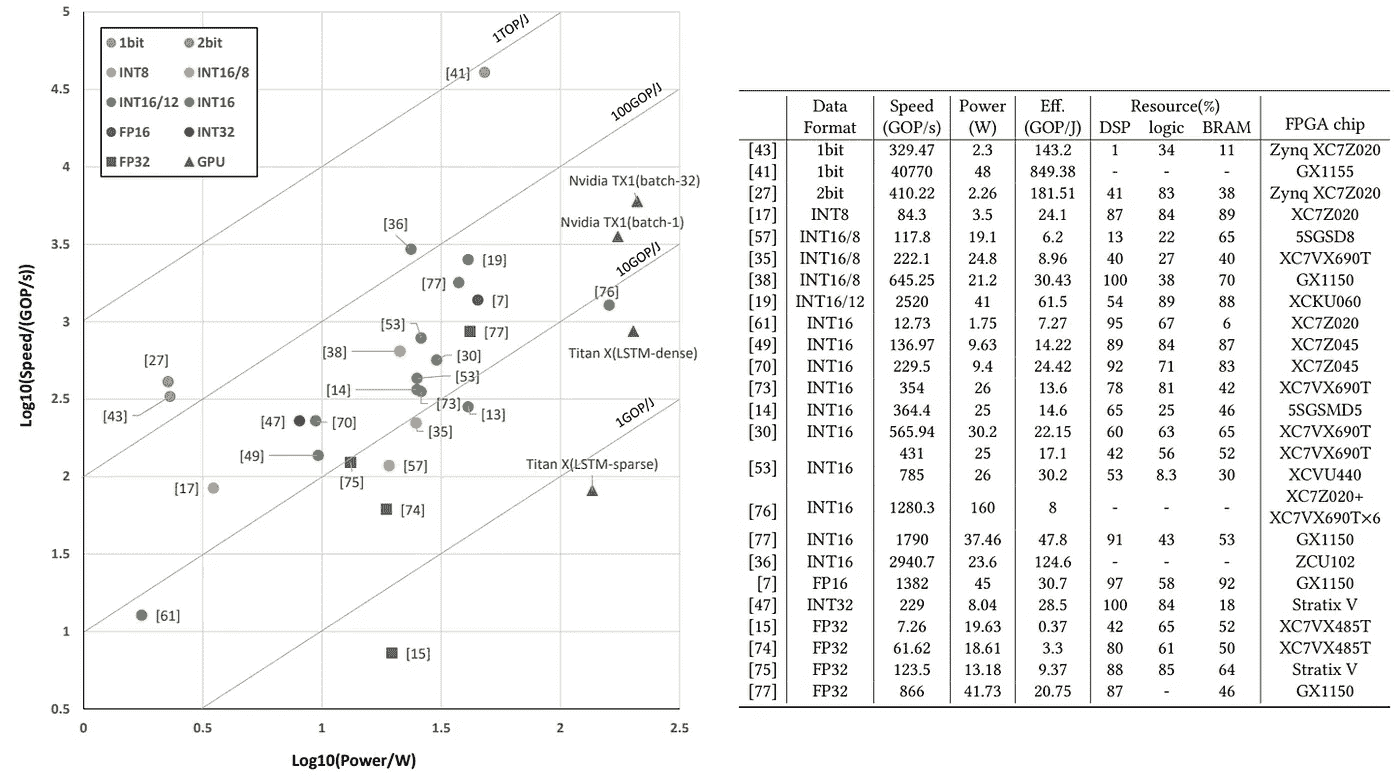 5
4.5
4
3.5
3
2.5
2
1.5
1
0.5
0 0.5 1 1.5 2 2.5
Log10(Speed/(GOP/s))
Log10(Power/W)
1bit 2bit
INT8 INT16/8
INT16/12 INT16
FP16 INT32
FP32 GPU
1TOP/J
[41]
100GOP/J
Nvidia TX1(batch-32)
[36]
Nvidia TX1(batch-1)
10GOP/J
[19]
[77]
[76]
[7]
[53]
[77]
[38]
[30]
Titan X(LSTM-dense)
[27]
[53]
[14]
[73]
[13]
1GOP/J
[43]
[47]
[70]
[35]
[49]
[57]
Titan X(LSTM-sparse)
[75]
[17]
[74]
[61]
[15]
Data Speed Power Eff. Resource(%)
Format (GOP/s) (W) (GOP/J) DSP logic BRAM FPGA chip
[43] 1bit 329.47 2.3 143.2 1 34 11 Zynq XC7Z020
[41] 1bit 40770 48 849.38 - - - GX1155
[27] 2bit 410.22 2.26 181.51 41 83 38 Zynq XC7Z020
[17] INT8 84.3 3.5 24.1 87 84 89 XC7Z020
[57] INT16/8 117.8 19.1 6.2 13 22 65 5SGSD8
[35] INT16/8 222.1 24.8 8.96 40 27 40 XC7VX690T
[38] INT16/8 645.25 21.2 30.43 100 38 70 GX1150
[19] INT16/12 2520 41 61.5 54 89 88 XCKU060
[61] INT16 12.73 1.75 7.27 95 67 6 XC7Z020
[49] INT16 136.97 9.63 14.22 89 84 87 XC7Z045
[70] INT16 229.5 9.4 24.42 92 71 83 XC7Z045
[73] INT16 354 26 13.6 78 81 42 XC7VX690T
[14] INT16 364.4 25 14.6 65 25 46 5SGSMD5
[30] INT16 565.94 30.2 22.15 60 63 65 XC7VX690T
431 25 17.1 42 56 52 XC7VX690T
[53] INT16
785 26 30.2 53 8.3 30 XCVU440
XC7Z020+
[76] INT16 1280.3 160 8 - - -
XC7VX690T×6
[77] INT16 1790 37.46 47.8 91 43 53 GX1150
[36] INT16 2940.7 23.6 124.6 - - - ZCU102
[7] FP16 1382 45 30.7 97 58 92 GX1150
[47] INT32 229 8.04 28.5 100 84 18 Stratix V
[15] FP32 7.26 19.63 0.37 42 65 52 XC7VX485T
[74] FP32 61.62 18.61 3.3 80 61 50 XC7VX485T
[75] FP32 123.5 13.18 9.37 88 85 64 Stratix V
[77] FP32 866 41.73 20.75 87 - 46 GX1150